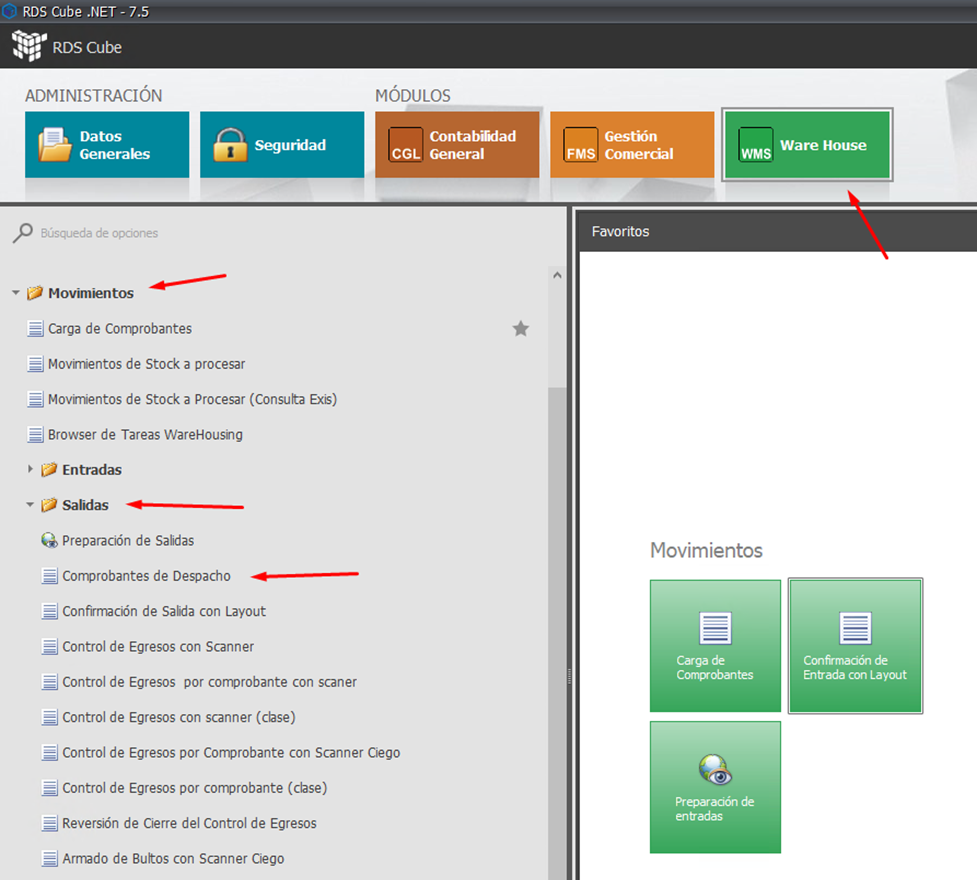 RDS Cube .NET - 7.5
RDS Cube
ADMINISTRACIÓN
MÓDULOS
Datos
Generales
Seguridad
CGL
Contabilidad
General
FMS
Gestión
Comercial
WMS
Ware House
Búsqueda de opciones
Movimientos
Carga de Comprobantes
Movimientos de Stock a procesar
Movimientos de Stock a Procesar (Consulta Exis)
Browser de Tareas WareHousing
Entradas
Salidas
Preparación de Salidas
Comprobantes de Despacho
Confirmación de Salida con Layout
Control de Egresos con Scanner
Control de Egresos  por comprobante con scaner
Control de Egresos con scanner (clase)
Control de Egresos por Comprobante con Scanner Ciego
Control de Egresos por comprobante (clase)
Reversión de Cierre del Control de Egresos
Armado de Bultos con Scanner Ciego
Favoritos
Movimientos
Carga de
Comprobantes
Confirmación de
Entrada con Layout
Preparación de
entradas